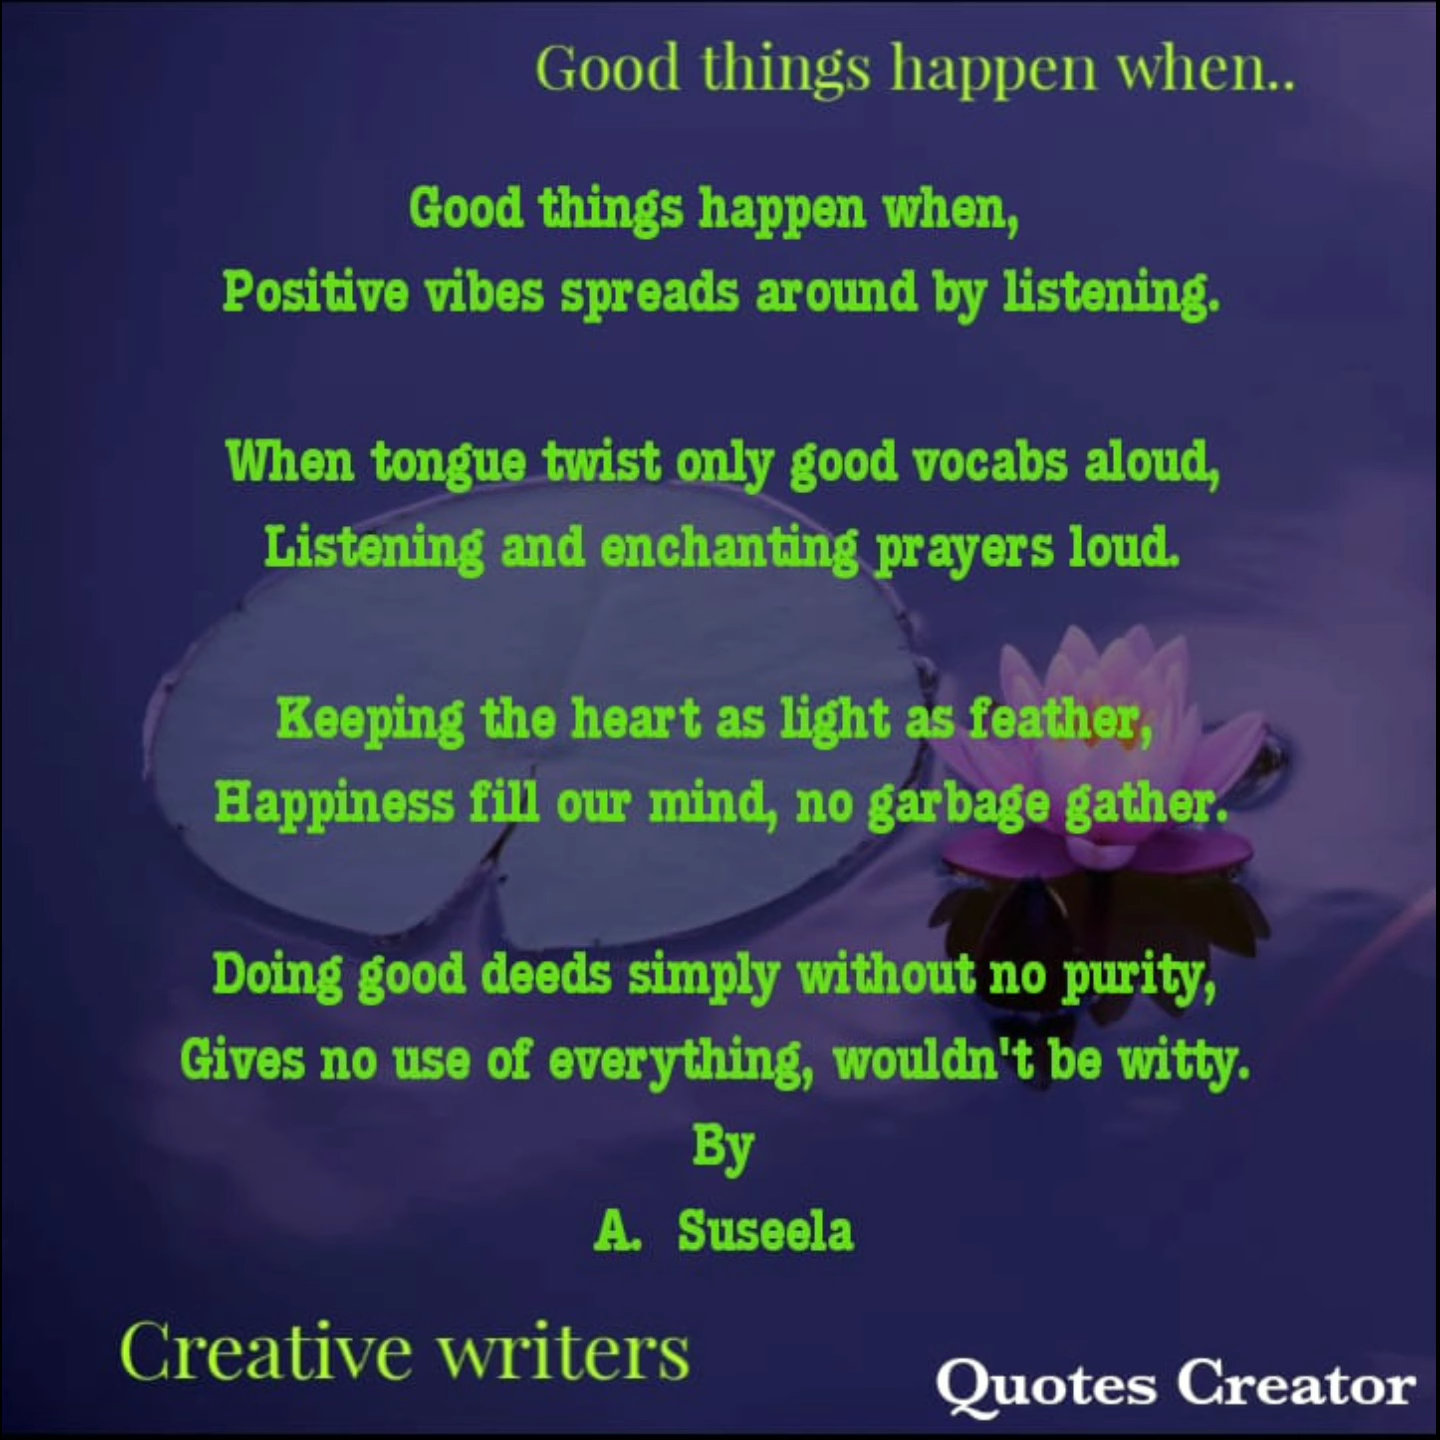 Good things happen when..
Good things happen when,
Positive vibes spreads around by listening.
When tongue twist only good vocabs aloud,
Listening and enchanting prayers loud.
Keeping the heart as light as feather,
Happiness fill our mind, no garbage gather.
Doing good deeds simply without no purity,
Gives no use of everything, wouldn't be witty.
By
A. Suseela
Creative writers
Quotes Creator